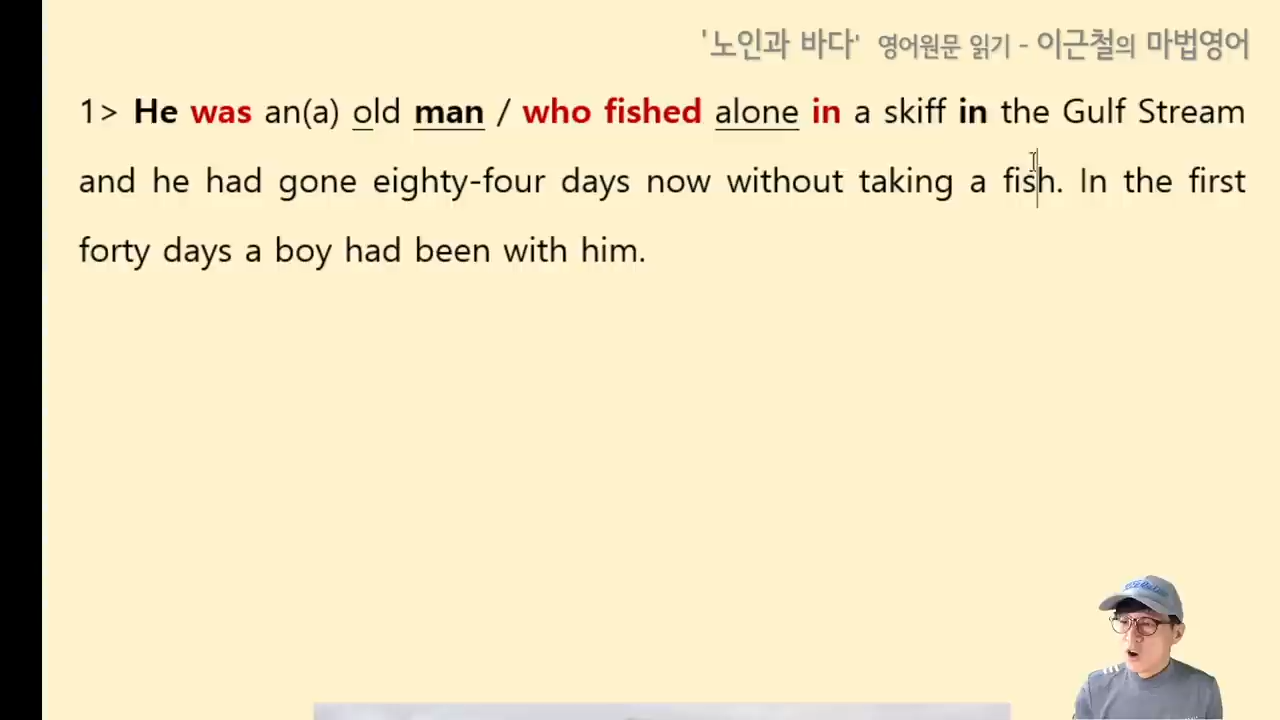 '노인과 바다' 영어원문 읽기 - 이근철의 마법영어
1> He was an(a) old man / who fished alone in a skiff in the Gulf Stream
and he had gone eighty-four days now without taking a fish. In the first
forty days a boy had been with him.